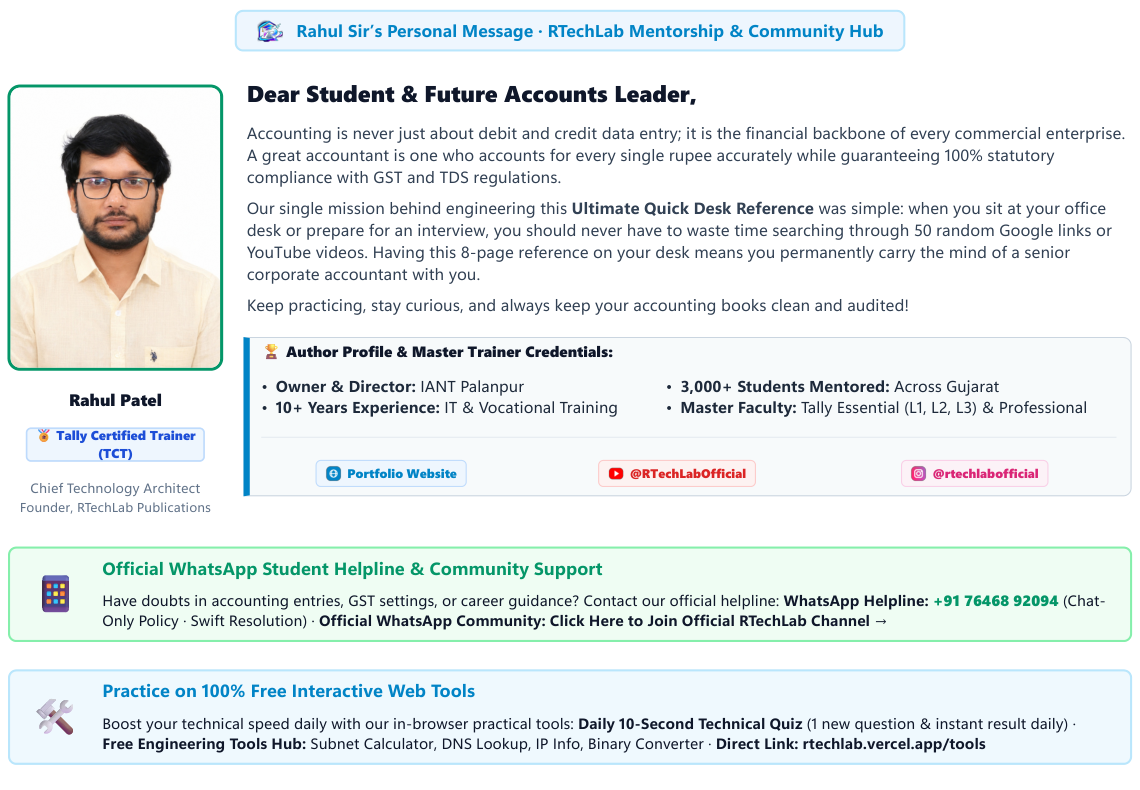 Rahul Sir’s Personal Message · RTechLab Mentorship & Community Hub
Dear Student & Future Accounts Leader,
Accounting is never just about debit and credit data entry; it is the financial backbone of every commercial enterprise.
A great accountant is one who accounts for every single rupee accurately while guaranteeing 100% statutory
compliance with GST and TDS regulations.
Our single mission behind engineering this Ultimate Quick Desk Reference was simple: when you sit at your office
desk or prepare for an interview, you should never have to waste time searching through 50 random Google links or
YouTube videos. Having this 8-page reference on your desk means you permanently carry the mind of a senior
corporate accountant with you.
Keep practicing, stay curious, and always keep your accounting books clean and audited!
Rahul Patel
Tally Certified Trainer
(TCT)
Chief Technology Architect
Founder, RTechLab Publications
Author Profile & Master Trainer Credentials:
• Owner & Director: IANT Palanpur
• 10+ Years Experience: IT & Vocational Training
• 3,000+ Students Mentored: Across Gujarat
• Master Faculty: Tally Essential (L1, L2, L3) & Professional
Portfolio Website
@RTechLabOfficial
@rtechlabofficial
Official WhatsApp Student Helpline & Community Support
Have doubts in accounting entries, GST settings, or career guidance? Contact our official helpline: WhatsApp Helpline: +91 76468 92094 (Chat-
Only Policy · Swift Resolution) · Official WhatsApp Community: Click Here to Join Official RTechLab Channel →
Practice on 100% Free Interactive Web Tools
Boost your technical speed daily with our in-browser practical tools: Daily 10-Second Technical Quiz (1 new question & instant result daily) ·
Free Engineering Tools Hub: Subnet Calculator, DNS Lookup, IP Info, Binary Converter · Direct Link: rtechlab.vercel.app/tools